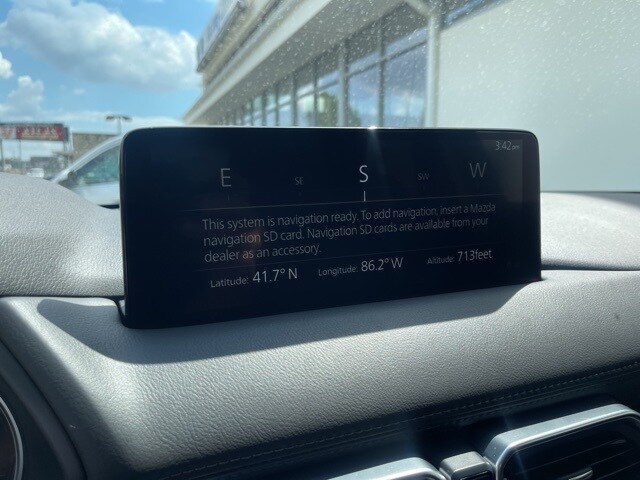 3:42 pm
E SE S SW W
This system is navigation ready. To add navigation, insert a Mazda
navigation SD card. Navigation SD cards are available from your
dealer as an accessory.
Latitude: 41.7° N Longitude: 86.2° W Altitude: 713feet